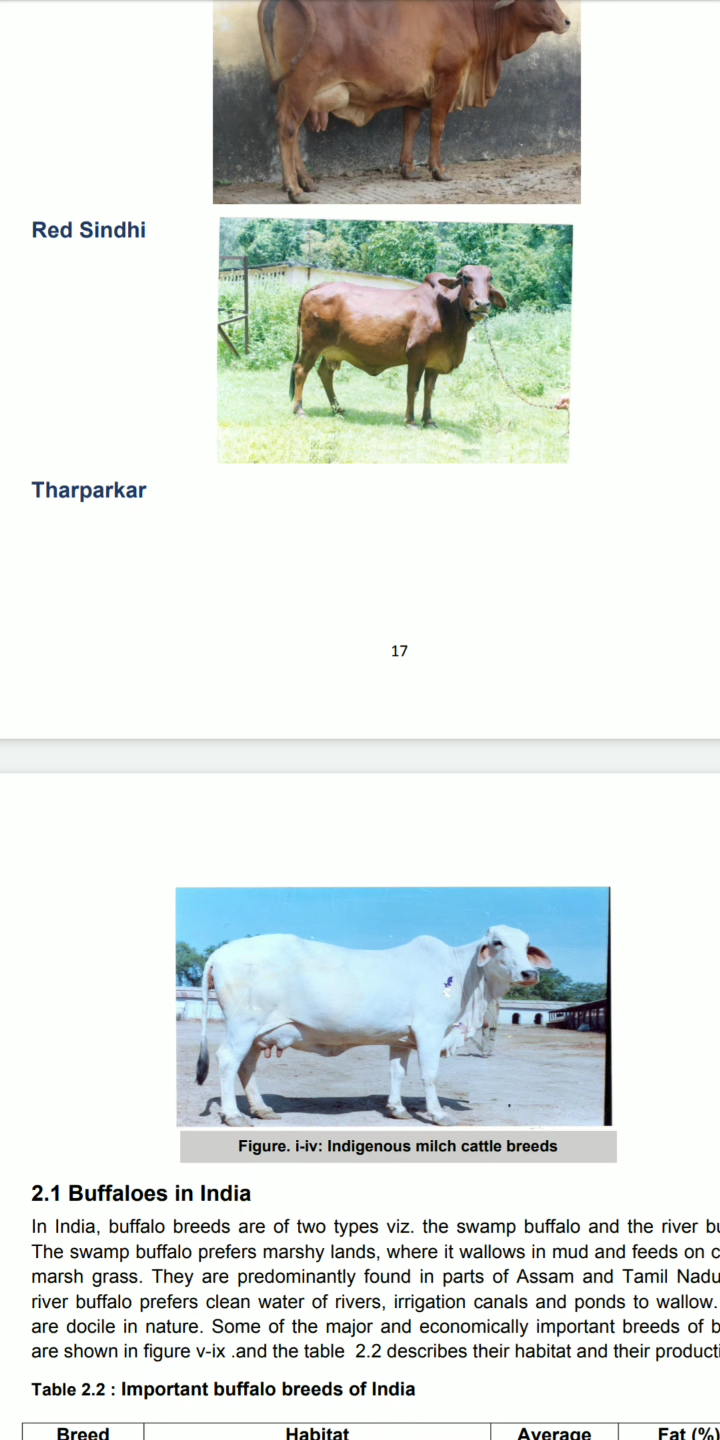 Red Sindhi
Tharparkar
17
Figure. i-iv: Indigenous milch cattle breeds
2.1 Buffaloes in India
In India, buffalo breeds are of two types viz. the swamp buffalo and the river bu
The swamp buffalo prefers marshy lands, where it wallows in mud and feeds on c
marsh grass. They are predominantly found in parts of Assam and Tamil Nadu
river buffalo prefers clean water of rivers, irrigation canals and ponds to wallow.
are docile in nature. Some of the major and economically important breeds of b
are shown in figure v-ix .and the table 2.2 describes their habitat and their producti
Table 2.2 : Important buffalo breeds of India
Breed Habitat Average Fat (%)